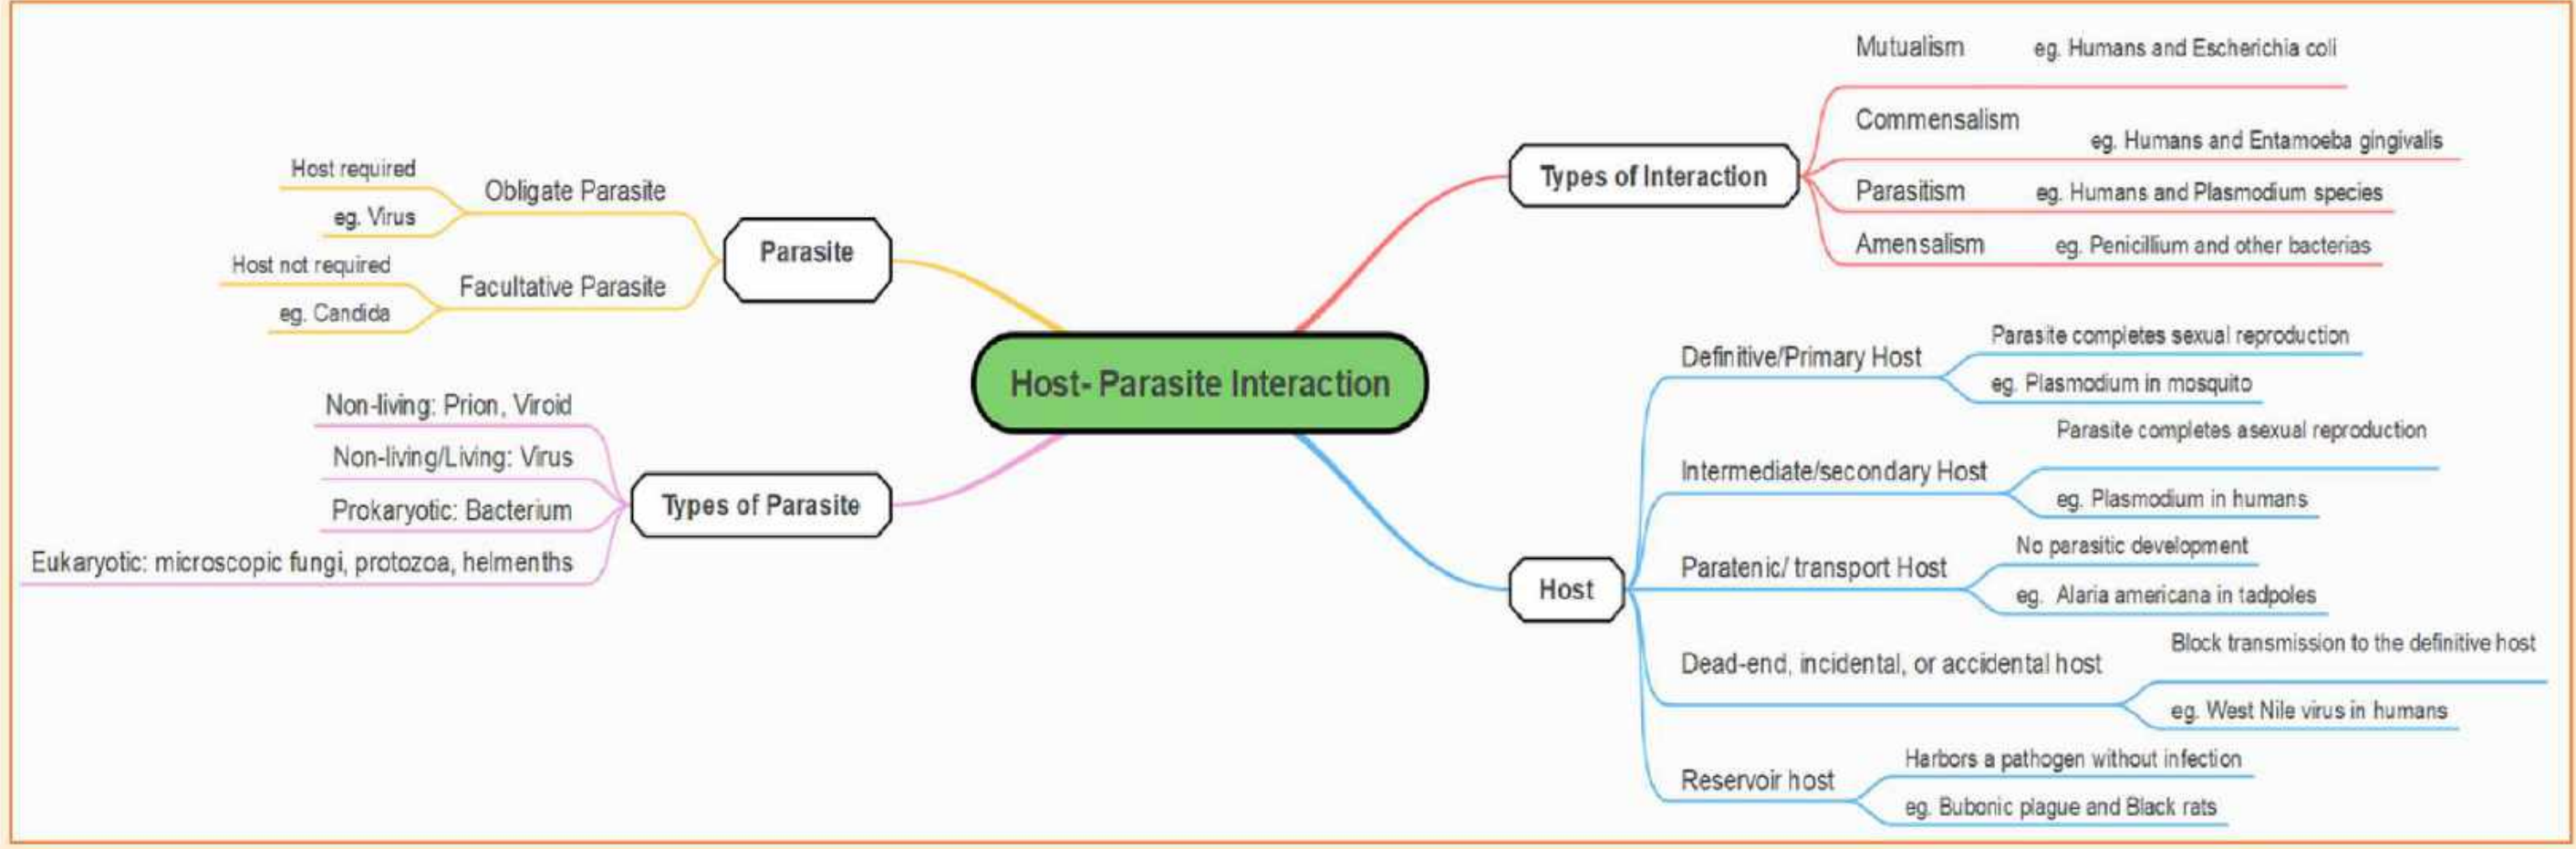 Host- Parasite Interaction
Parasite
Obligate Parasite
Host required
eg. Virus
Facultative Parasite
Host not required
eg. Candida
Types of Parasite
Non-living: Prion, Viroid
Non-living/Living: Virus
Prokaryotic: Bacterium
Eukaryotic: microscopic fungi, protozoa, helmenths
Types of Interaction
Mutualism eg. Humans and Escherichia coli
Commensalism eg. Humans and Entamoeba gingivalis
Parasitism eg. Humans and Plasmodium species
Amensalism eg. Penicillium and other bacterias
Host
Definitive/Primary Host
Parasite completes sexual reproduction
eg. Plasmodium in mosquito
Intermediate/secondary Host
Parasite completes asexual reproduction
eg. Plasmodium in humans
Paratenic/ transport Host
No parasitic development
eg. Alaria americana in tadpoles
Dead-end, incidental, or accidental host
Block transmission to the definitive host
eg. West Nile virus in humans
Reservoir host
Harbors a pathogen without infection
eg. Bubonic plague and Black rats